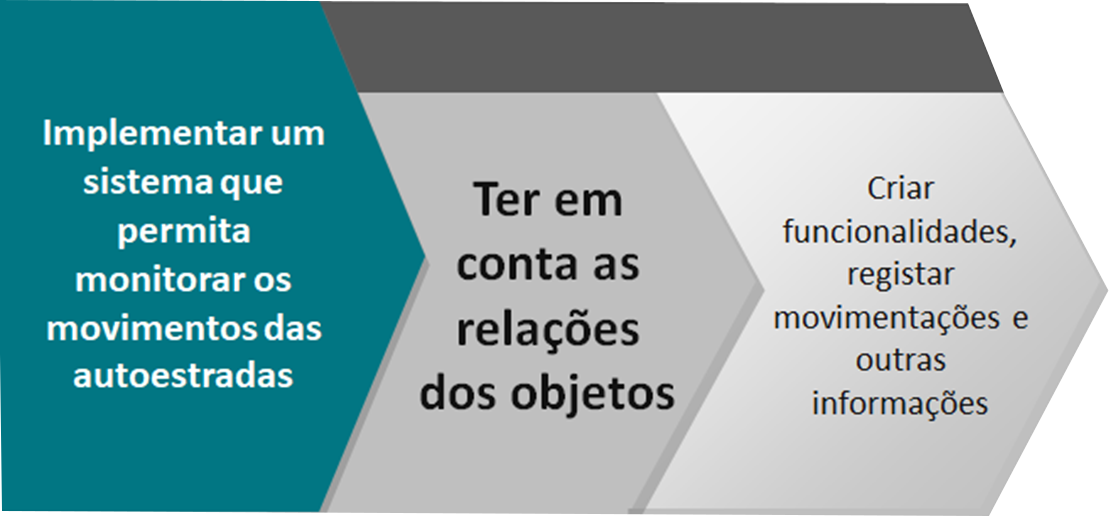 Implementar um
sistema que
permita
monitorar os
movimentos das
autoestradas
Ter em
conta as
relações
dos objetos
Criar
funcionalidades,
registar
movimentações e
outras
informações